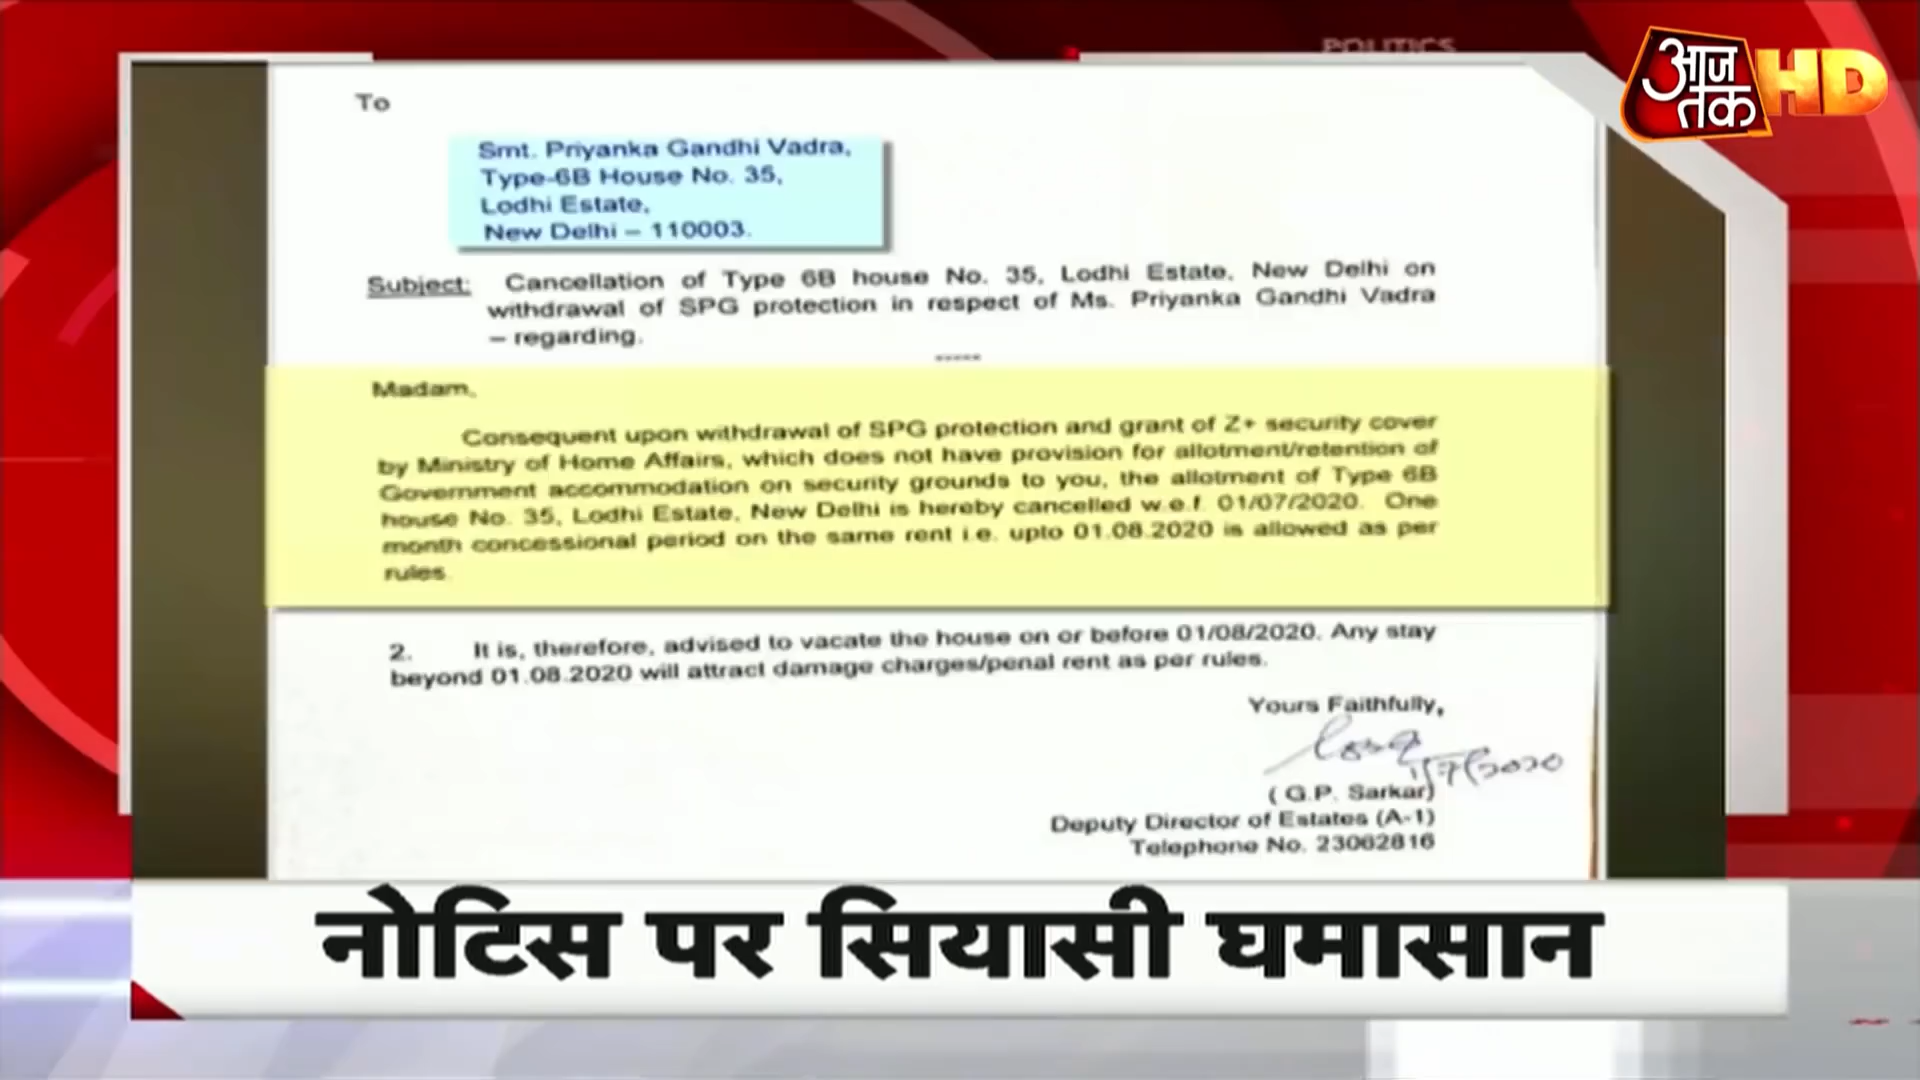 POLITICS
आज तक HD
To
Smt. Priyanka Gandhi Vadra,
Type-6B House No. 35,
Lodhi Estate,
New Delhi – 110003.
Subject: Cancellation of Type 6B house No. 35, Lodhi Estate, New Delhi on
withdrawal of SPG protection in respect of Ms. Priyanka Gandhi Vadra
– regarding.
-----
Madam,
Consequent upon withdrawal of SPG protection and grant of Z+ security cover
by Ministry of Home Affairs, which does not have provision for allotment/retention of
Government accommodation on security grounds to you, the allotment of Type 6B
house No. 35, Lodhi Estate, New Delhi is hereby cancelled w.e.f. 01/07/2020. One
month concessional period on the same rent i.e. upto 01.08.2020 is allowed as per
rules.
2. It is, therefore, advised to vacate the house on or before 01/08/2020. Any stay
beyond 01.08.2020 will attract damage charges/penal rent as per rules.
Yours Faithfully,
1/7/2020
( G.P. Sarkar)
Deputy Director of Estates (A-1)
Telephone No. 23062816
नोटिस पर सियासी घमासान